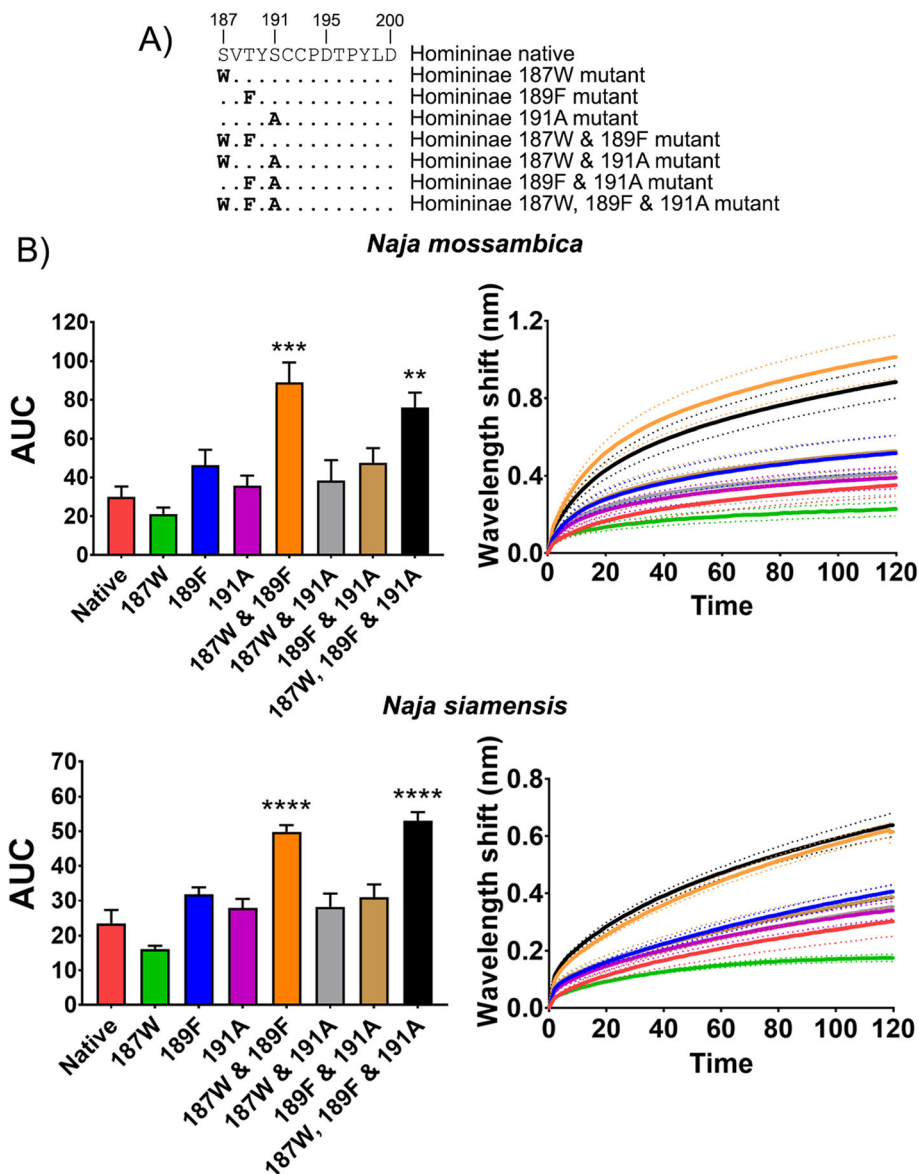 A)
187 191 195 200
SVTYSCCPDTPYLD Homininae native
W............. Homininae 187W mutant
..F........... Homininae 189F mutant
....A......... Homininae 191A mutant
W.F........... Homininae 187W & 189F mutant
W...A......... Homininae 187W & 191A mutant
..F.A......... Homininae 189F & 191A mutant
W.F.A......... Homininae 187W, 189F & 191A mutant
B)
Naja mossambica
AUC
120
100
80
60
40
20
0
***
**
Native
187W
189F
191A
187W & 189F
187W & 191A
189F & 191A
187W, 189F & 191A
Wavelength shift (nm)
1.2
0.8
0.4
0.0
0 20 40 60 80 100 120
Time
Naja siamensis
AUC
70
60
50
40
30
20
10
0
****
****
Native
187W
189F
191A
187W & 189F
187W & 191A
189F & 191A
187W, 189F & 191A
Wavelength shift (nm)
0.8
0.6
0.4
0.2
0.0
0 20 40 60 80 100 120
Time